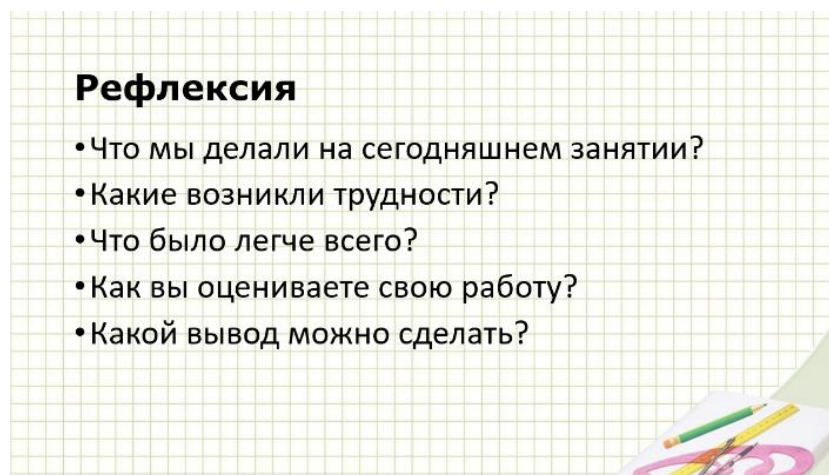 Рефлексия
•Что мы делали на сегодняшнем занятии?
•Какие возникли трудности?
•Что было легче всего?
•Как вы оцениваете свою работу?
•Какой вывод можно сделать?